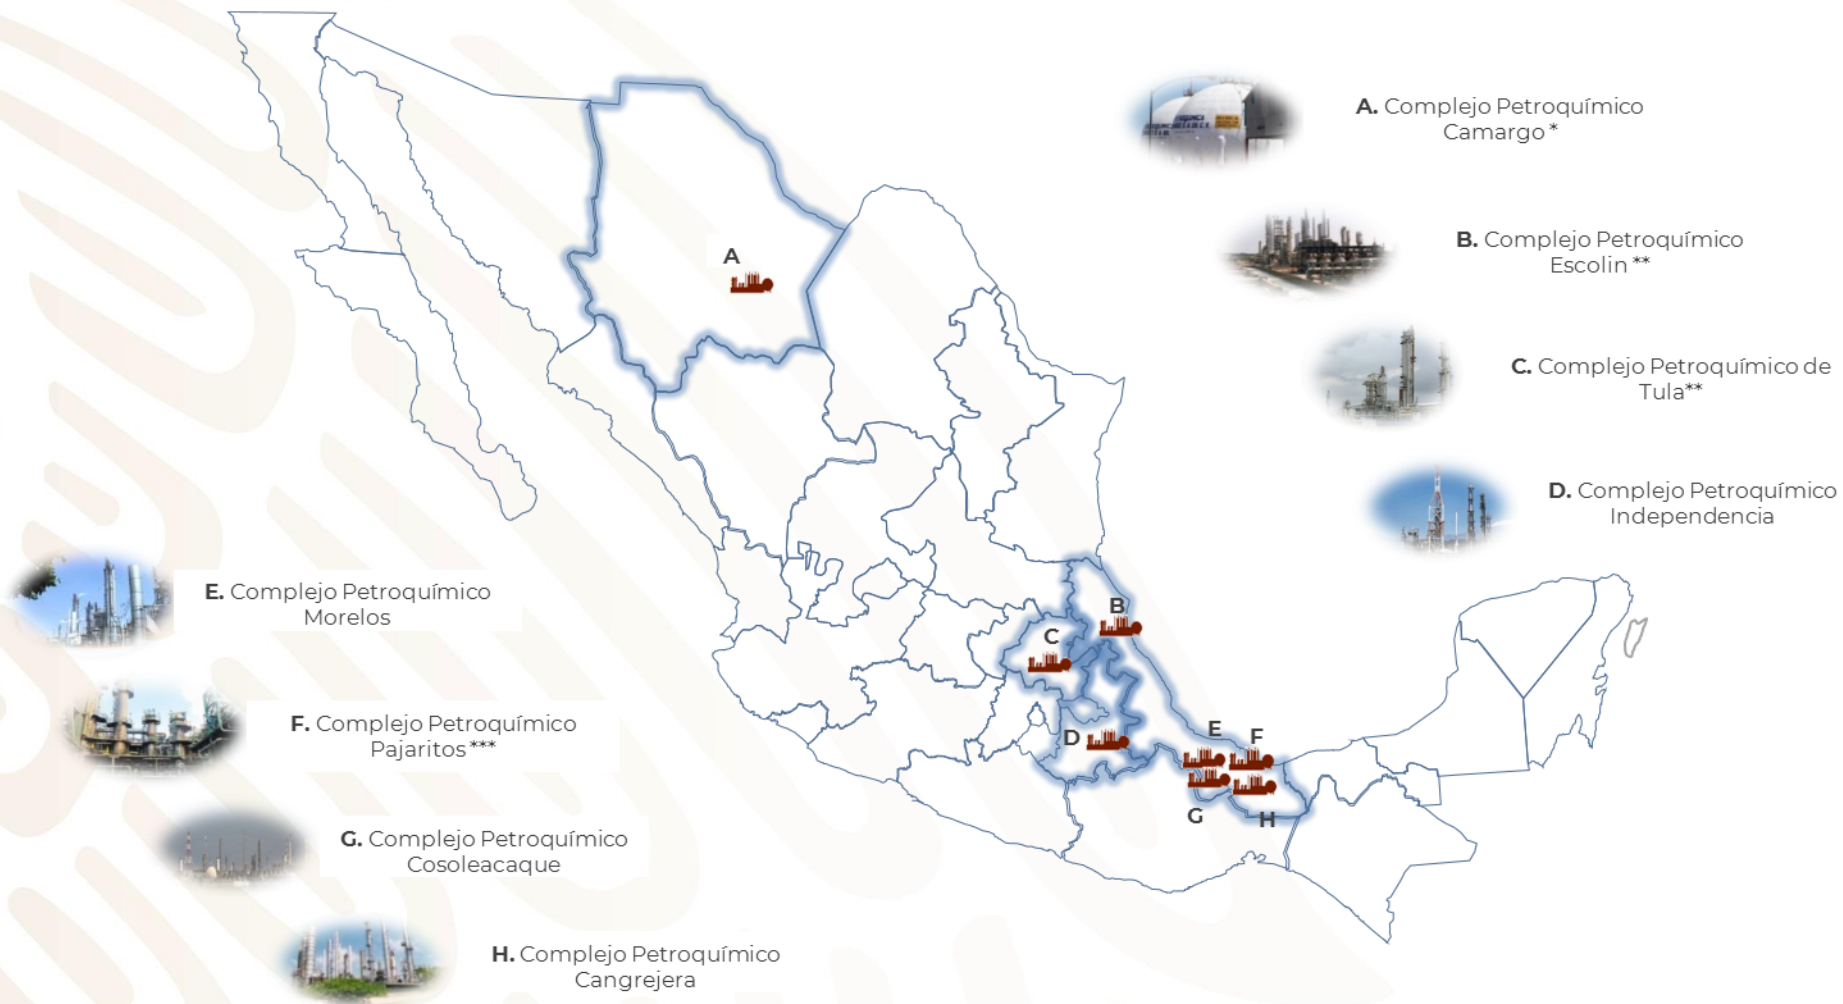 A. Complejo Petroquímico
Camargo *
B. Complejo Petroquímico
Escolin **
C. Complejo Petroquímico de
Tula**
D. Complejo Petroquímico
Independencia
E. Complejo Petroquímico
Morelos
F. Complejo Petroquímico
Pajaritos ***
G. Complejo Petroquímico
Cosoleacaque
H. Complejo Petroquímico
Cangrejera
A
B
C
D
E
F
G
H